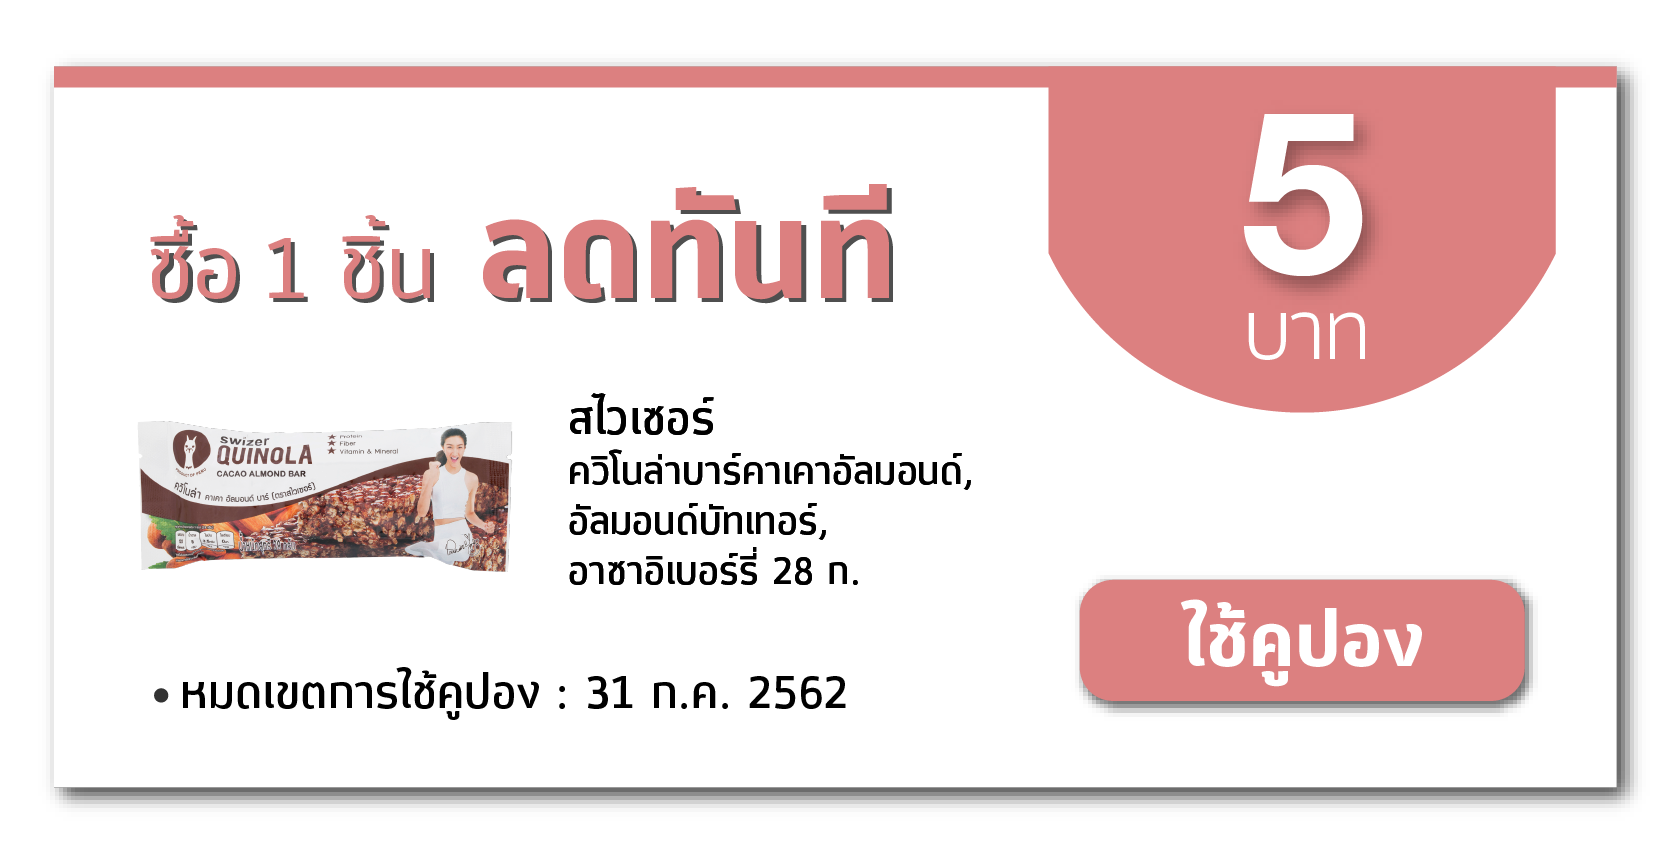 ซื้อ 1 ชิ้น ลดทันที
5
บาท
สไวเซอร์
ควิโนล่าบาร์คาเคาอัลมอนด์,
อัลมอนด์บัทเทอร์,
อาซาอิเบอร์รี่ 28 ก.
swizer
QUINOLA
CACAO ALMOND BAR
Protein
Fiber
Vitamin & Mineral
PRODUCT OF PERU
ควิโนล่า คาเคา อัลมอนด์ บาร์ (ตราสไวเซอร์)
• หมดเขตการใช้คูปอง : 31 ก.ค. 2562
ใช้คูปอง